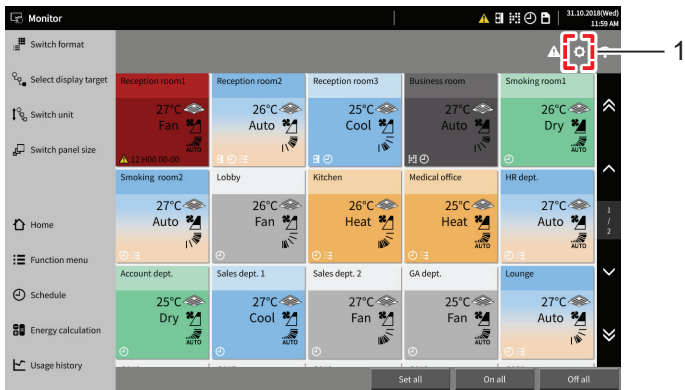 Monitor
31.10.2018(Wed)
11:59 AM
1
Switch format
Select display target
Switch unit
Switch panel size
Home
Function menu
Schedule
Energy calculation
Usage history
Reception room1
27°C
Fan
12 H00.00-00
Reception room2
26°C
Auto
Reception room3
25°C
Cool
Business room
27°C
Auto
Smoking room1
26°C
Dry
AUTO
Smoking room2
27°C
Auto
Lobby
26°C
Fan
Kitchen
26°C
Heat
Medical office
25°C
Heat
AUTO
HR dept.
27°C
Auto
AUTO
1
/
2
Account dept.
25°C
Dry
AUTO
Sales dept. 1
27°C
Cool
AUTO
Sales dept. 2
27°C
Fan
GA dept.
25°C
Fan
AUTO
Lounge
27°C
Auto
Set all
On all
Off all